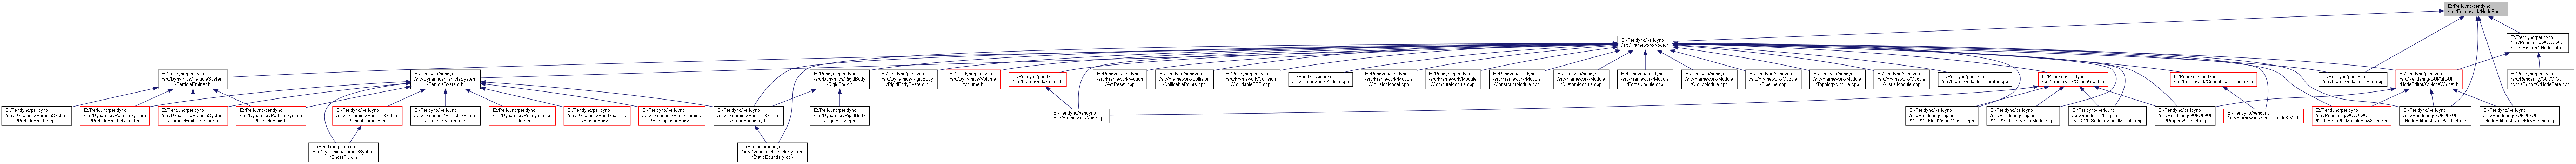 E:/Peridyno/peridyno
/src/Framework/NodePort.h
E:/Peridyno/peridyno
/src/Framework/Node.h
E:/Peridyno/peridyno
/src/Rendering/GUI/QtGUI
/NodeEditor/QtNodeData.h
E:/Peridyno/peridyno
/src/Dynamics/ParticleSystem
/ParticleEmitter.h
E:/Peridyno/peridyno
/src/Dynamics/ParticleSystem
/ParticleSystem.h
E:/Peridyno/peridyno
/src/Dynamics/RigidBody
/RigidBody.h
E:/Peridyno/peridyno
/src/Dynamics/RigidBody
/RigidBodySystem.h
E:/Peridyno/peridyno
/src/Dynamics/Volume
/Volume.h
E:/Peridyno/peridyno
/src/Framework/Action.h
E:/Peridyno/peridyno
/src/Framework/Action
/ActReset.cpp
E:/Peridyno/peridyno
/src/Framework/Collision
/CollidablePoints.cpp
E:/Peridyno/peridyno
/src/Framework/Collision
/CollidableSDF.cpp
E:/Peridyno/peridyno
/src/Framework/Module.cpp
E:/Peridyno/peridyno
/src/Framework/Module
/CollisionModel.cpp
E:/Peridyno/peridyno
/src/Framework/Module
/ComputeModule.cpp
E:/Peridyno/peridyno
/src/Framework/Module
/ConstraintModule.cpp
E:/Peridyno/peridyno
/src/Framework/Module
/CustomModule.cpp
E:/Peridyno/peridyno
/src/Framework/Module
/ForceModule.cpp
E:/Peridyno/peridyno
/src/Framework/Module
/GroupModule.cpp
E:/Peridyno/peridyno
/src/Framework/Module
/Pipeline.cpp
E:/Peridyno/peridyno
/src/Framework/Module
/TopologyModule.cpp
E:/Peridyno/peridyno
/src/Framework/Module
/VisualModule.cpp
E:/Peridyno/peridyno
/src/Framework/NodeIterator.cpp
E:/Peridyno/peridyno
/src/Framework/SceneGraph.h
E:/Peridyno/peridyno
/src/Framework/SceneLoaderFactory.h
E:/Peridyno/peridyno
/src/Framework/NodePort.cpp
E:/Peridyno/peridyno
/src/Rendering/GUI/QtGUI
/NodeEditor/QtNodeWidget.h
E:/Peridyno/peridyno
/src/Rendering/GUI/QtGUI
/NodeEditor/QtNodeData.cpp
E:/Peridyno/peridyno
/src/Dynamics/ParticleSystem
/ParticleEmitter.cpp
E:/Peridyno/peridyno
/src/Dynamics/ParticleSystem
/ParticleEmitterRound.h
E:/Peridyno/peridyno
/src/Dynamics/ParticleSystem
/ParticleEmitterSquare.h
E:/Peridyno/peridyno
/src/Dynamics/ParticleSystem
/ParticleFluid.h
E:/Peridyno/peridyno
/src/Dynamics/ParticleSystem
/GhostParticles.h
E:/Peridyno/peridyno
/src/Dynamics/ParticleSystem
/ParticleSystem.cpp
E:/Peridyno/peridyno
/src/Dynamics/Peridynamics
/Cloth.h
E:/Peridyno/peridyno
/src/Dynamics/Peridynamics
/ElasticBody.h
E:/Peridyno/peridyno
/src/Dynamics/Peridynamics
/ElastoplasticBody.h
E:/Peridyno/peridyno
/src/Dynamics/ParticleSystem
/StaticBoundary.h
E:/Peridyno/peridyno
/src/Dynamics/RigidBody
/RigidBody.cpp
E:/Peridyno/peridyno
/src/Framework/Node.cpp
E:/Peridyno/peridyno
/src/Rendering/Engine
/VTK/VtkFluidVisualModule.cpp
E:/Peridyno/peridyno
/src/Rendering/Engine
/VTK/VtkPointVisualModule.cpp
E:/Peridyno/peridyno
/src/Rendering/Engine
/VTK/VtkSurfaceVisualModule.cpp
E:/Peridyno/peridyno
/src/Rendering/GUI/QtGUI
/PPropertyWidget.cpp
E:/Peridyno/peridyno
/src/Framework/SceneLoaderXML.h
E:/Peridyno/peridyno
/src/Rendering/GUI/QtGUI
/NodeEditor/QtModuleFlowScene.h
E:/Peridyno/peridyno
/src/Rendering/GUI/QtGUI
/NodeEditor/QtNodeWidget.cpp
E:/Peridyno/peridyno
/src/Rendering/GUI/QtGUI
/NodeEditor/QtNodeFlowScene.cpp
E:/Peridyno/peridyno
/src/Dynamics/ParticleSystem
/GhostFluid.h
E:/Peridyno/peridyno
/src/Dynamics/ParticleSystem
/StaticBoundary.cpp